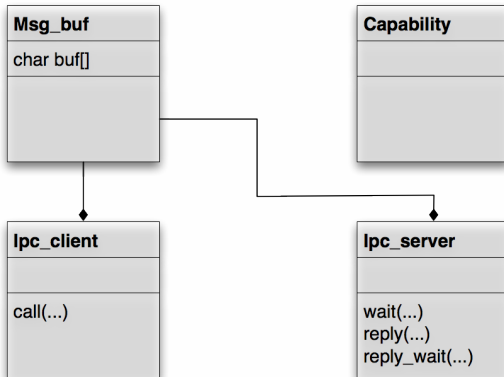 Msg_buf
char buf[]
Capability
Ipc_client
call(...)
Ipc_server
wait(...)
reply(...)
reply_wait(...)